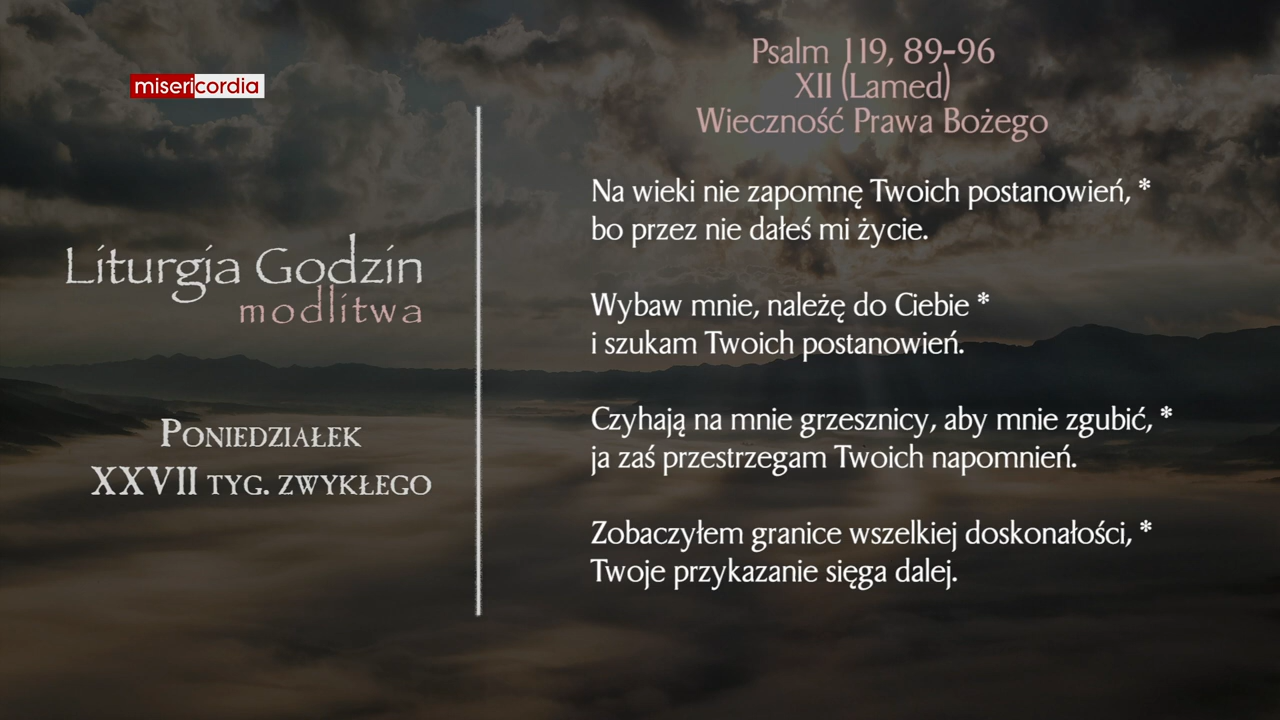 misericordia
Liturgia Godzin
modlitwa
Poniedziałek
XXVII tyg. zwykłego
Psalm 119, 89-96
XII (Lamed)
Wieczność Prawa Bożego
Na wieki nie zapomnę Twoich postanowień, *
bo przez nie dałeś mi życie.
Wybaw mnie, należę do Ciebie *
i szukam Twoich postanowień.
Czyhają na mnie grzesznicy, aby mnie zgubić, *
ja zaś przestrzegam Twoich napomnień.
Zobaczyłem granice wszelkiej doskonałości, *
Twoje przykazanie sięga dalej.